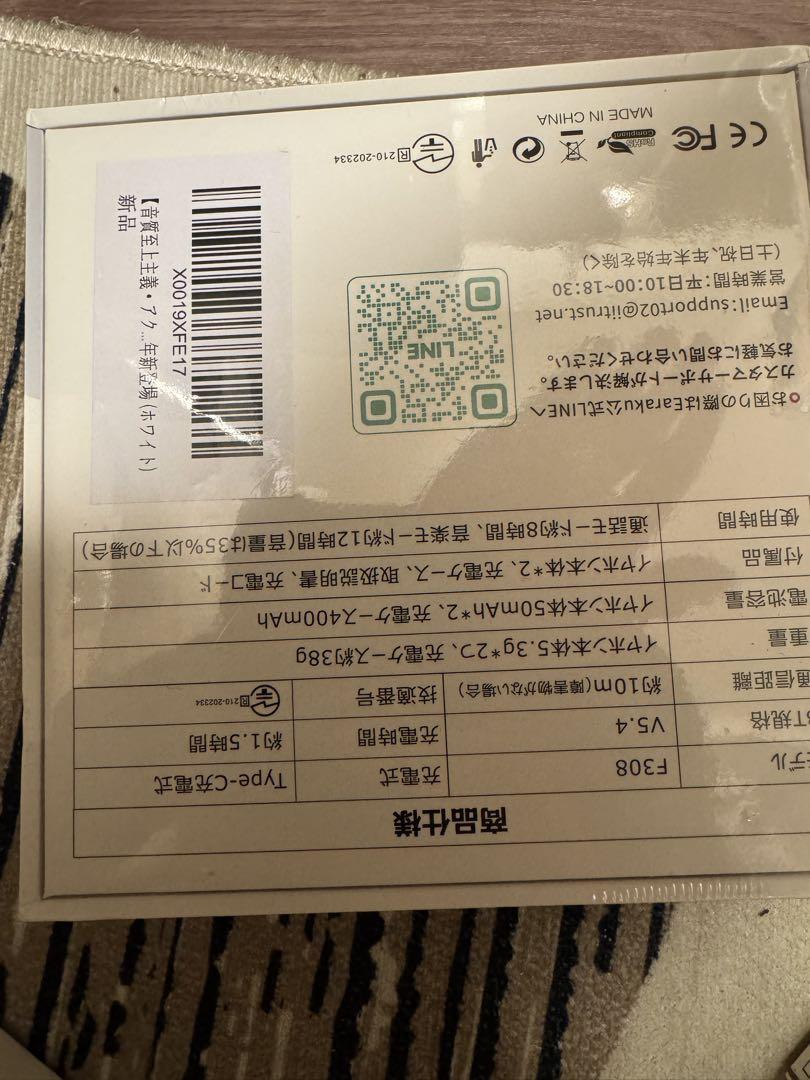 商品仕様
デル F308 充電式 Type-C充電式
T規格 V5.4 充電時間 約1.5時間
通信距離 約10m(障害物がない場合) 技適番号 R 210-202334
重量 イヤホン本体5.3g*2つ、充電ケース約38g
電池容量 イヤホン本体50mAh*2、充電ケース400mAh
付属品 イヤホン本体*2、充電ケース、取扱説明書、充電コード
使用時間 通話モード約8時間、音楽モード約12時間(音量は35%以下の場合)
お困りの際はEaraku公式LINEへ
カスタマーサポートが解決します。
お気軽にお問い合わせください。
Email:support02@iitrust.net
営業時間:平日10:00~18:30
(土日祝、年末年始を除く)
LINE
CE FC RoHS Compliant R 210-202334
MADE IN CHINA
X0019XFE17
【音質至上主義・アク...年新登場 (ホワイト)
新品